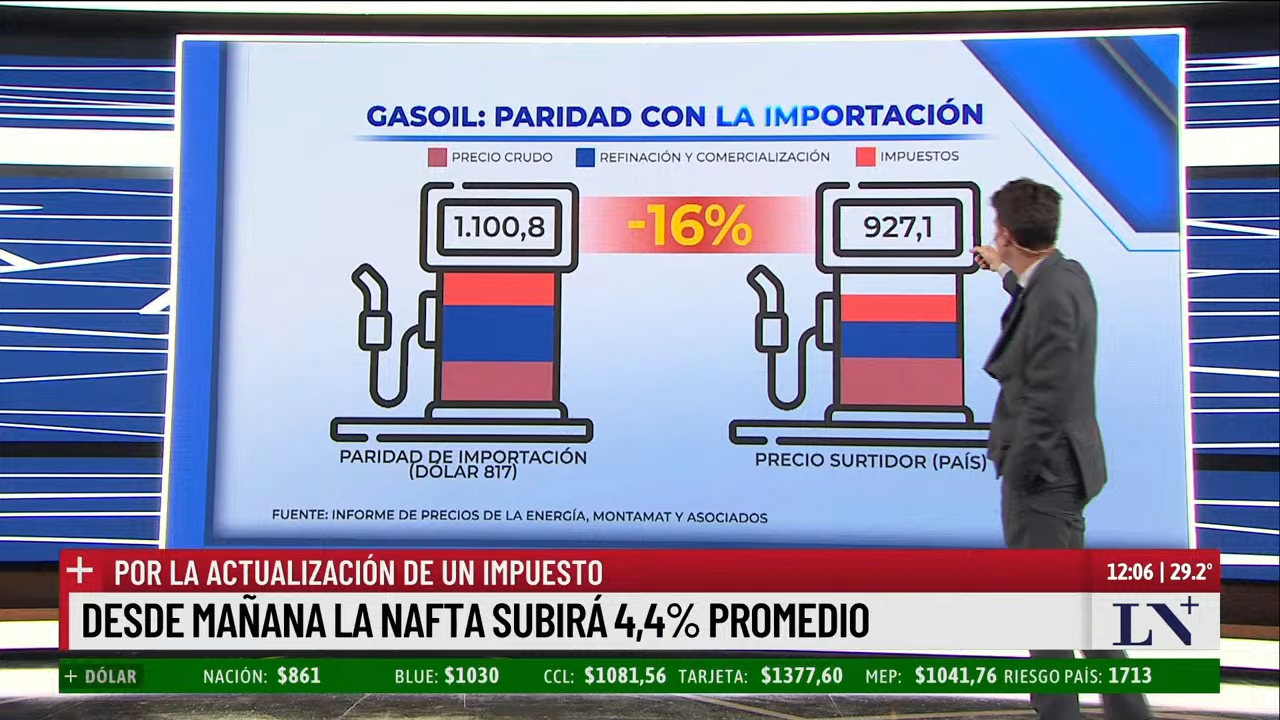 GASOIL: PARIDAD CON LA IMPORTACIÓN
PRECIO CRUDO REFINACIÓN Y COMERCIALIZACIÓN IMPUESTOS
1.100,8 -16% 927,1
PARIDAD DE IMPORTACIÓN
(DÓLAR 817)
PRECIO SURTIDOR (PAÍS)
FUENTE: INFORME DE PRECIOS DE LA ENERGÍA, MONTAMAT Y ASOCIADOS
+ POR LA ACTUALIZACIÓN DE UN IMPUESTO 12:06 | 29.2°
DESDE MAÑANA LA NAFTA SUBIRÁ 4,4% PROMEDIO LN+
+ DÓLAR NACIÓN: $861 BLUE: $1030 CCL: $1081,56 TARJETA: $1377,60 MEP: $1041,76 RIESGO PAÍS: 1713